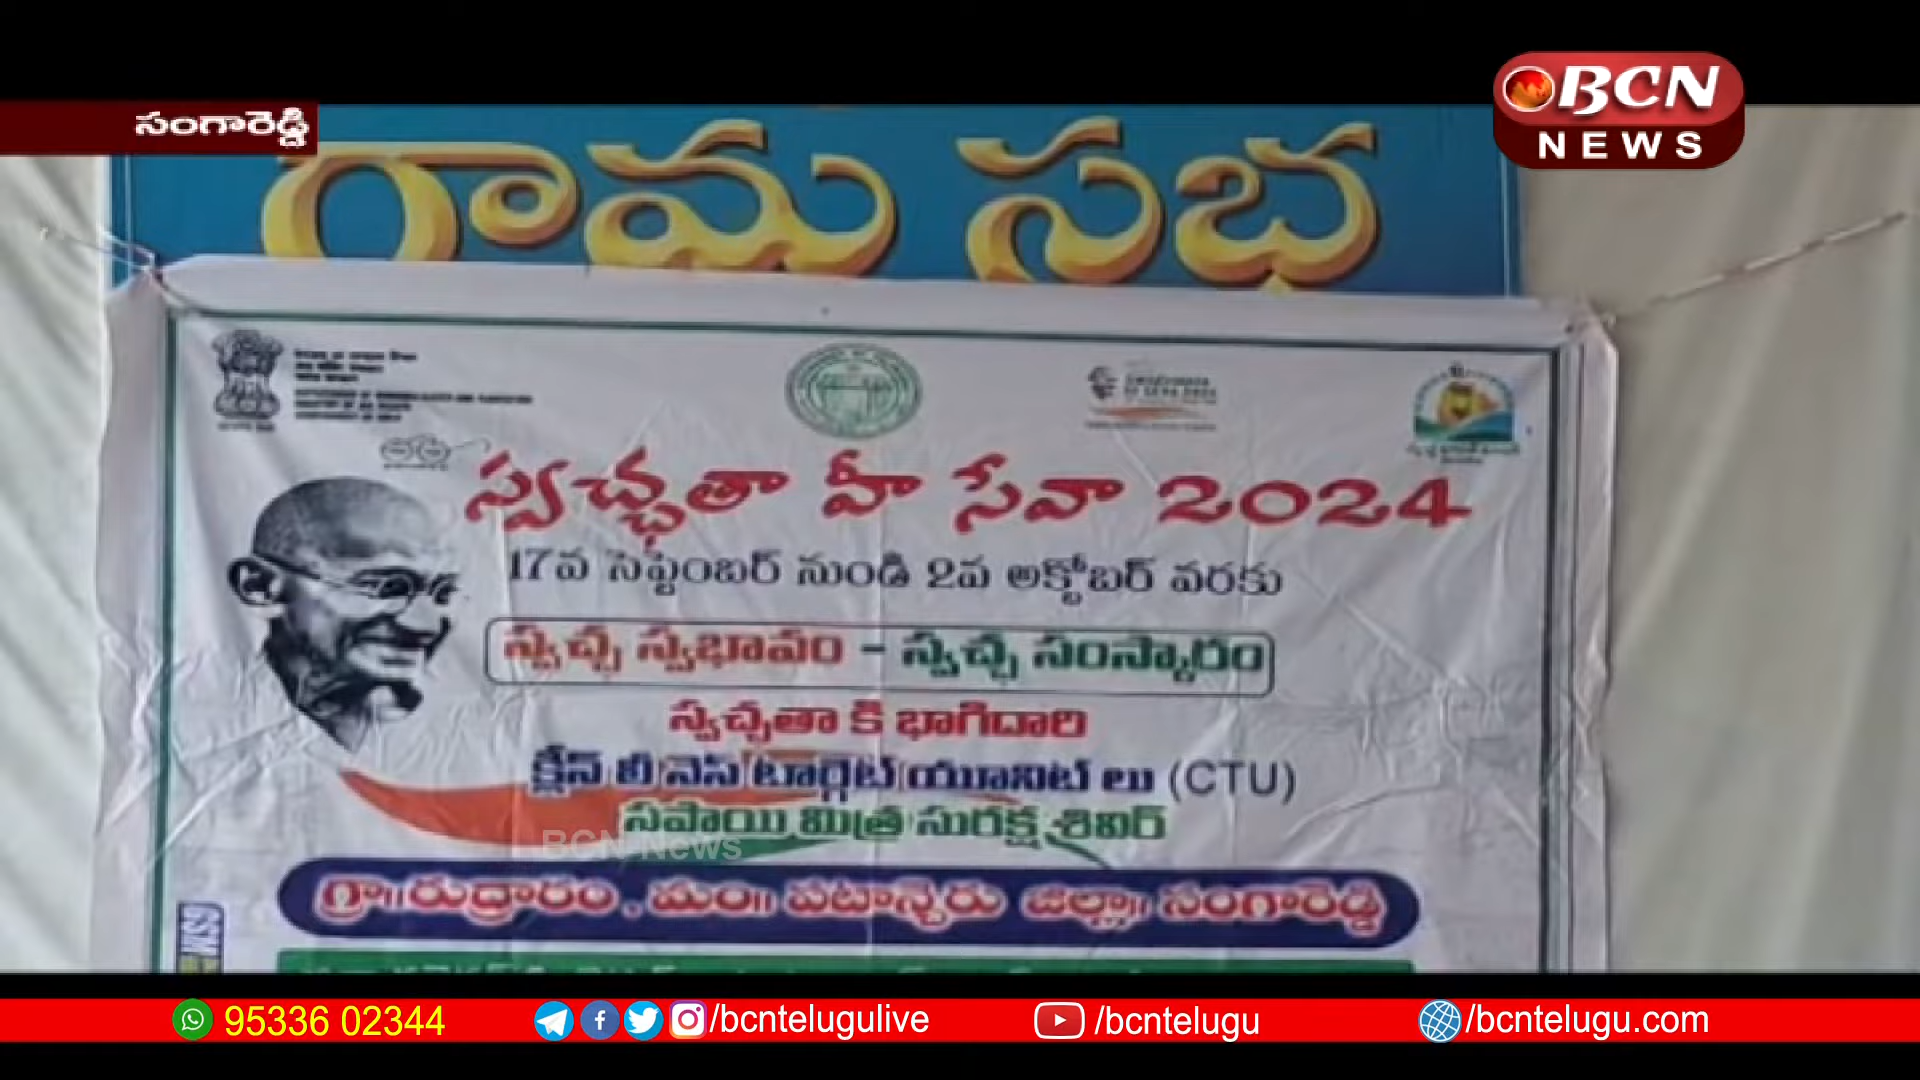 సంగారెడ్డి
BCN
NEWS
రామ సభ
స్వచ్ఛతా హీ సేవా 2024
17వ సెప్టెంబర్ నుండి 2వ అక్టోబర్ వరకు
స్వచ్ఛ స్వభావం - స్వచ్ఛ సంస్కారం
స్వచ్ఛతా కి భాగిదారి
క్లీన్ లీ నెస్ టార్గెట్ యూనిట్ లు (CTU)
సఫాయి మిత్ర సురక్ష శివిర్
BCN News
గ్రా॥రుద్రారం, మం॥ పటాన్చెరు జిల్లా॥ సంగారెడ్డి
95336 02344
/bcntelugulive
/bcntelugu
/bcntelugu.com